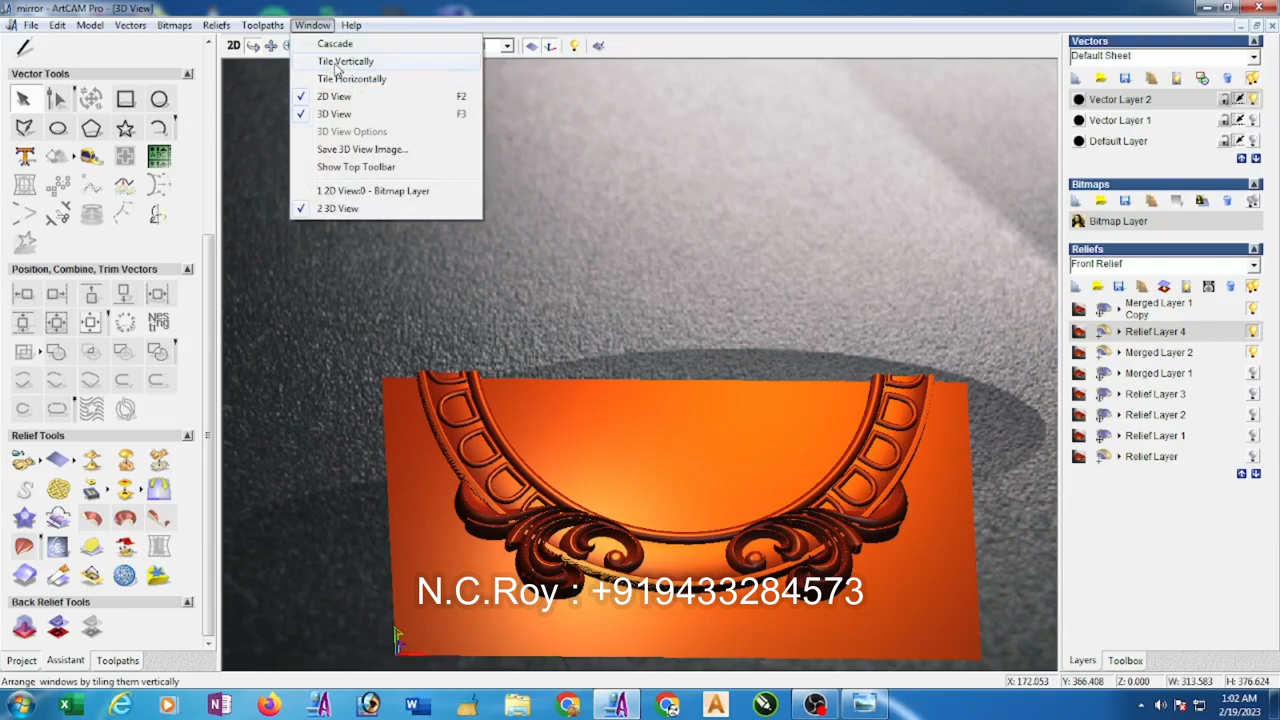 mirror - ArtCAM Pro - [3D View]
File Edit Model Vectors Bitmaps Reliefs Toolpaths Window Help
2D
Cascade
Tile Vertically
Tile Horizontally
2D View F2
3D View F3
3D View Options
Save 3D View Image...
Show Top Toolbar
1 2D View:0 - Bitmap Layer
2 3D View
Vector Tools
Position, Combine, Trim Vectors
Relief Tools
Back Relief Tools
Project Assistant Toolpaths
Vectors
Default Sheet
Vector Layer 2
Vector Layer 1
Default Layer
Bitmaps
Bitmap Layer
Reliefs
Front Relief
Merged Layer 1
Copy
Relief Layer 4
Merged Layer 2
Merged Layer 1
Relief Layer 3
Relief Layer 2
Relief Layer 1
Relief Layer
Layers Toolbox
N.C.Roy : +919433284573
Arrange windows by tiling them vertically
X: 172.053 Y: 366.408 Z: 0.000 W: 313.583 H: 376.624
1:02 AM
2/19/2023